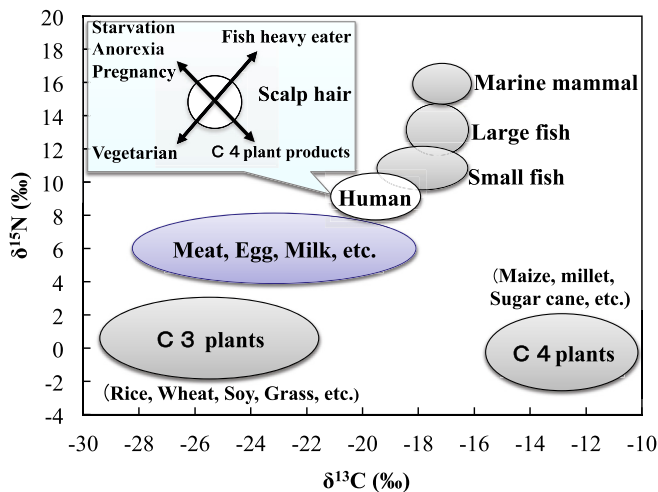 20
18
16
14
12
10
8
6
4
2
0
-2
-4
δ¹⁵N (‰)
Starvation
Anorexia
Pregnancy
Fish heavy eater
Scalp hair
Vegetarian
C 4 plant products
Marine mammal
Large fish
Small fish
Human
Meat, Egg, Milk, etc.
(Maize, millet,
Sugar cane, etc.)
C 3 plants
C 4 plants
(Rice, Wheat, Soy, Grass, etc.)
-30 -28 -26 -24 -22 -20 -18 -16 -14 -12 -10
δ¹³C (‰)